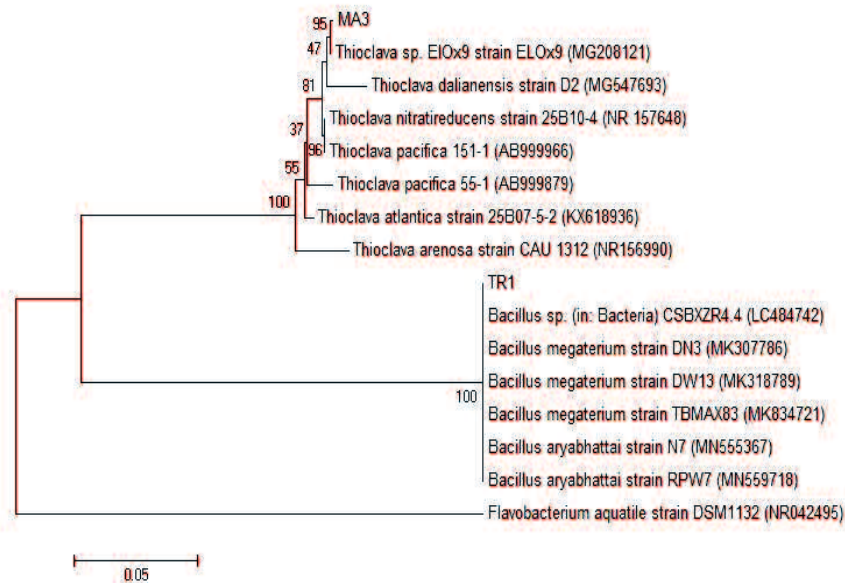 95
MA3
47
Thioclava sp. ElOx9 strain ELOx9 (MG208121)
81
Thioclava dalianensis strain D2 (MG547693)
Thioclava nitratireducens strain 25B10-4 (NR 157648)
37
96
Thioclava pacifica 151-1 (AB999966)
55
Thioclava pacifica 55-1 (AB999879)
100
Thioclava atlantica strain 25B07-5-2 (KX618936)
Thioclava arenosa strain CAU 1312 (NR156990)
TR1
Bacillus sp. (in: Bacteria) CSBXZR4.4 (LC484742)
Bacillus megaterium strain DN3 (MK307786)
Bacillus megaterium strain DW13 (MK318789)
100
Bacillus megaterium strain TBMAX83 (MK834721)
Bacillus aryabhattai strain N7 (MN555367)
Bacillus aryabhattai strain RPW7 (MN559718)
Flavobacterium aquatile strain DSM1132 (NR042495)
0.05